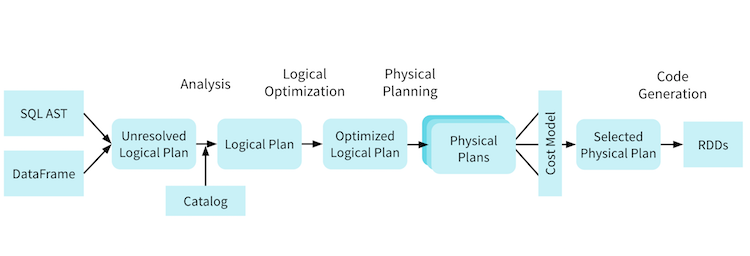 Analysis
Logical
Optimization
Physical
Planning
Code
Generation
SQL AST
DataFrame
Unresolved
Logical Plan
Catalog
Logical Plan
Optimized
Logical Plan
Physical
Plans
Cost Model
Selected
Physical Plan
RDDs